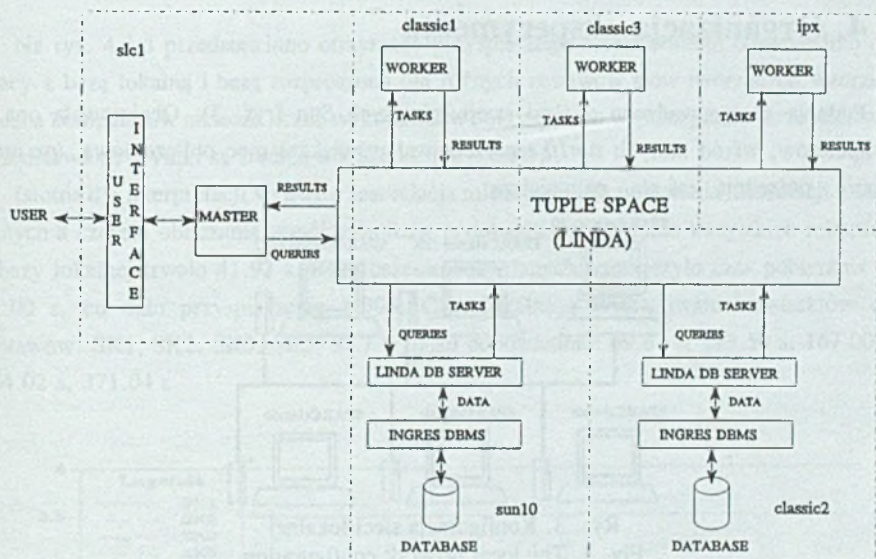 classic1
classic3
ipx
slc1
WORKER
WORKER
WORKER
TASKS
RESULTS
TASKS
RESULTS
TASKS
RESULTS
USER
USER
INTERFACE
MASTER
RESULTS
QUERIES
TUPLE SPACE
(LINDA)
TASKS
QUERIES
TASKS
QUERIES
LINDA DB SERVER
LINDA DB SERVER
DATA
DATA
INGRES DBMS
INGRES DBMS
sun10
classic2
DATABASE
DATABASE